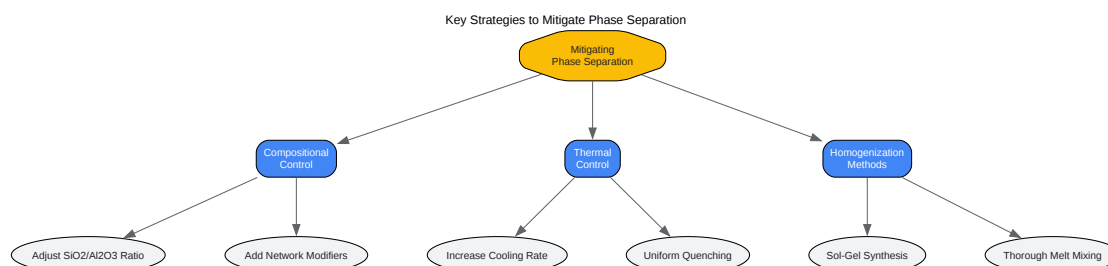 Key Strategies to Mitigate Phase Separation
Mitigating
Phase Separation
Compositional
Control
Thermal
Control
Homogenization
Methods
Adjust SiO2/Al2O3 Ratio
Add Network Modifiers
Increase Cooling Rate
Uniform Quenching
Sol-Gel Synthesis
Thorough Melt Mixing